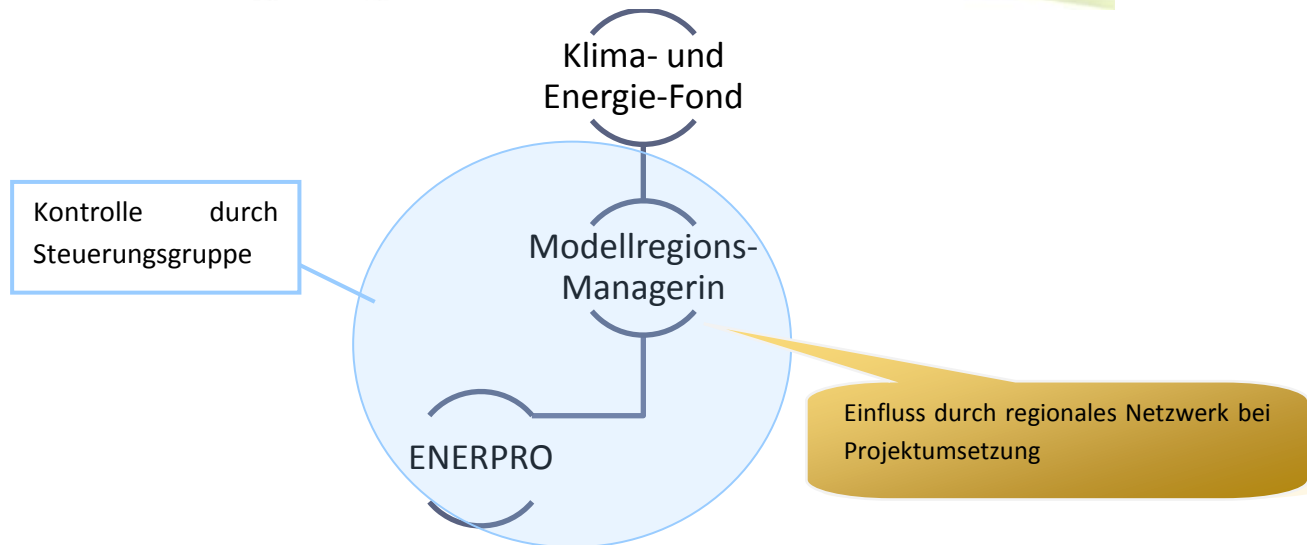 Klima- und
Energie-Fond
Kontrolle durch
Steuerungsgruppe
Modellregions-
Managerin
Einfluss durch regionales Netzwerk bei
Projektumsetzung
ENERPRO